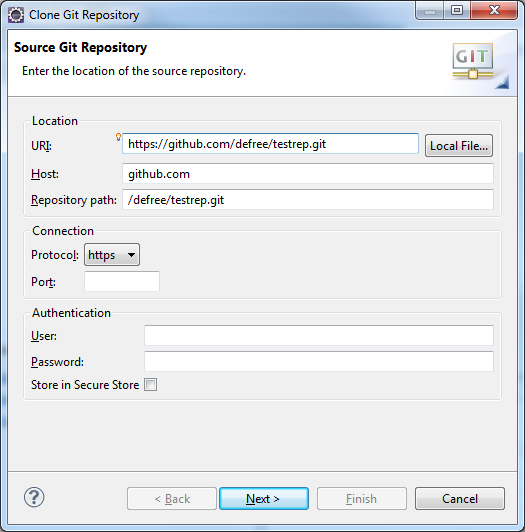 Clone Git Repository
Source Git Repository
Enter the location of the source repository.
GIT
Location
URI: https://github.com/defree/testrep.git Local File...
Host: github.com
Repository path: /defree/testrep.git
Connection
Protocol: https
Port:
Authentication
User:
Password:
Store in Secure Store
? < Back Next > Finish Cancel